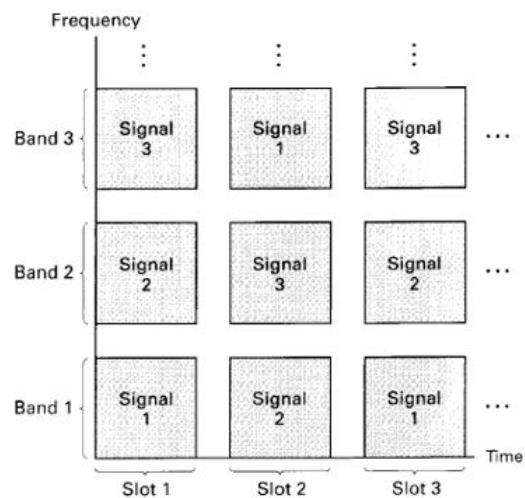 Frequency
Band 3
Signal
3
Signal
1
Signal
3
...
Band 2
Signal
2
Signal
3
Signal
2
...
Band 1
Signal
1
Signal
2
Signal
1
...
Time
Slot 1
Slot 2
Slot 3